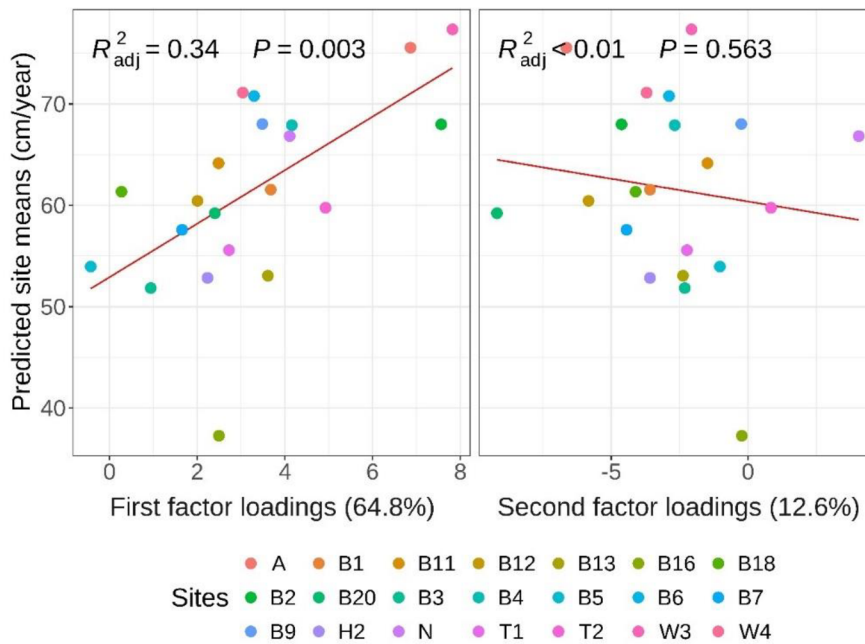 R²adj = 0.34 P = 0.003
R²adj < 0.01 P = 0.563
Predicted site means (cm/year)
70
60
50
40
0 2 4 6 8
-5 0
First factor loadings (64.8%)
Second factor loadings (12.6%)
Sites
A B1 B11 B12 B13 B16 B18
B2 B20 B3 B4 B5 B6 B7
B9 H2 N T1 T2 W3 W4